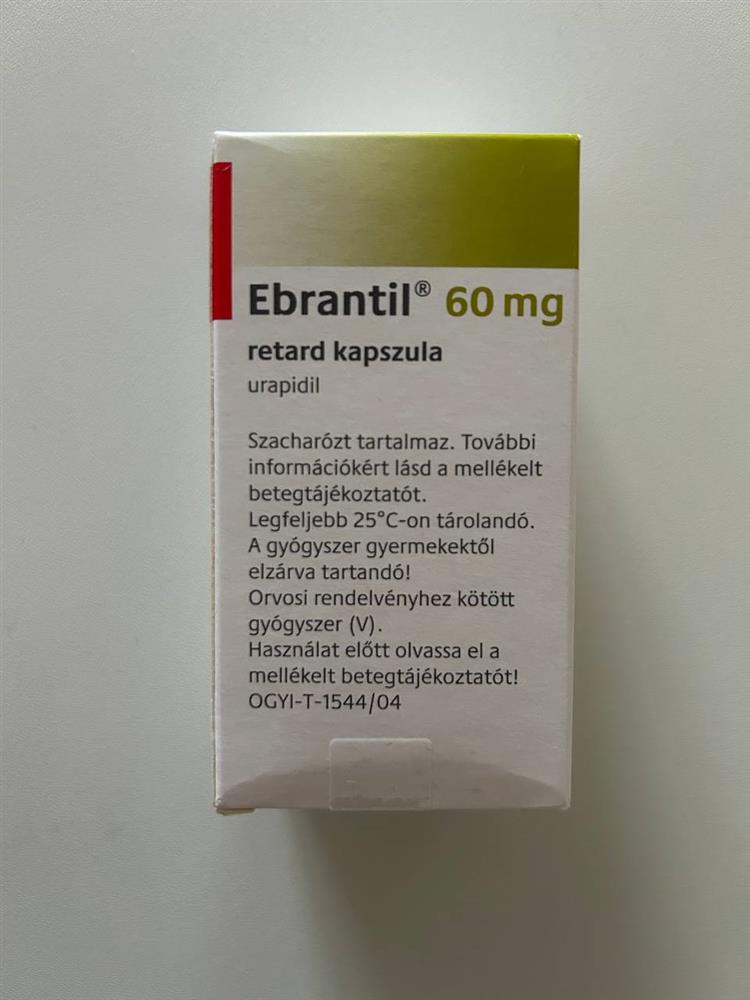 Ebrantil® 60 mg
retard kapszula
urapidil
Szacharózt tartalmaz. További
információkért lásd a mellékelt
betegtájékoztatót.
Legfeljebb 25°C-on tárolandó.
A gyógyszer gyermekektől
elzárva tartandó!
Orvosi rendelvényhez kötött
gyógyszer (V).
Használat előtt olvassa el a
mellékelt betegtájékoztatót!
OGYI-T-1544/04